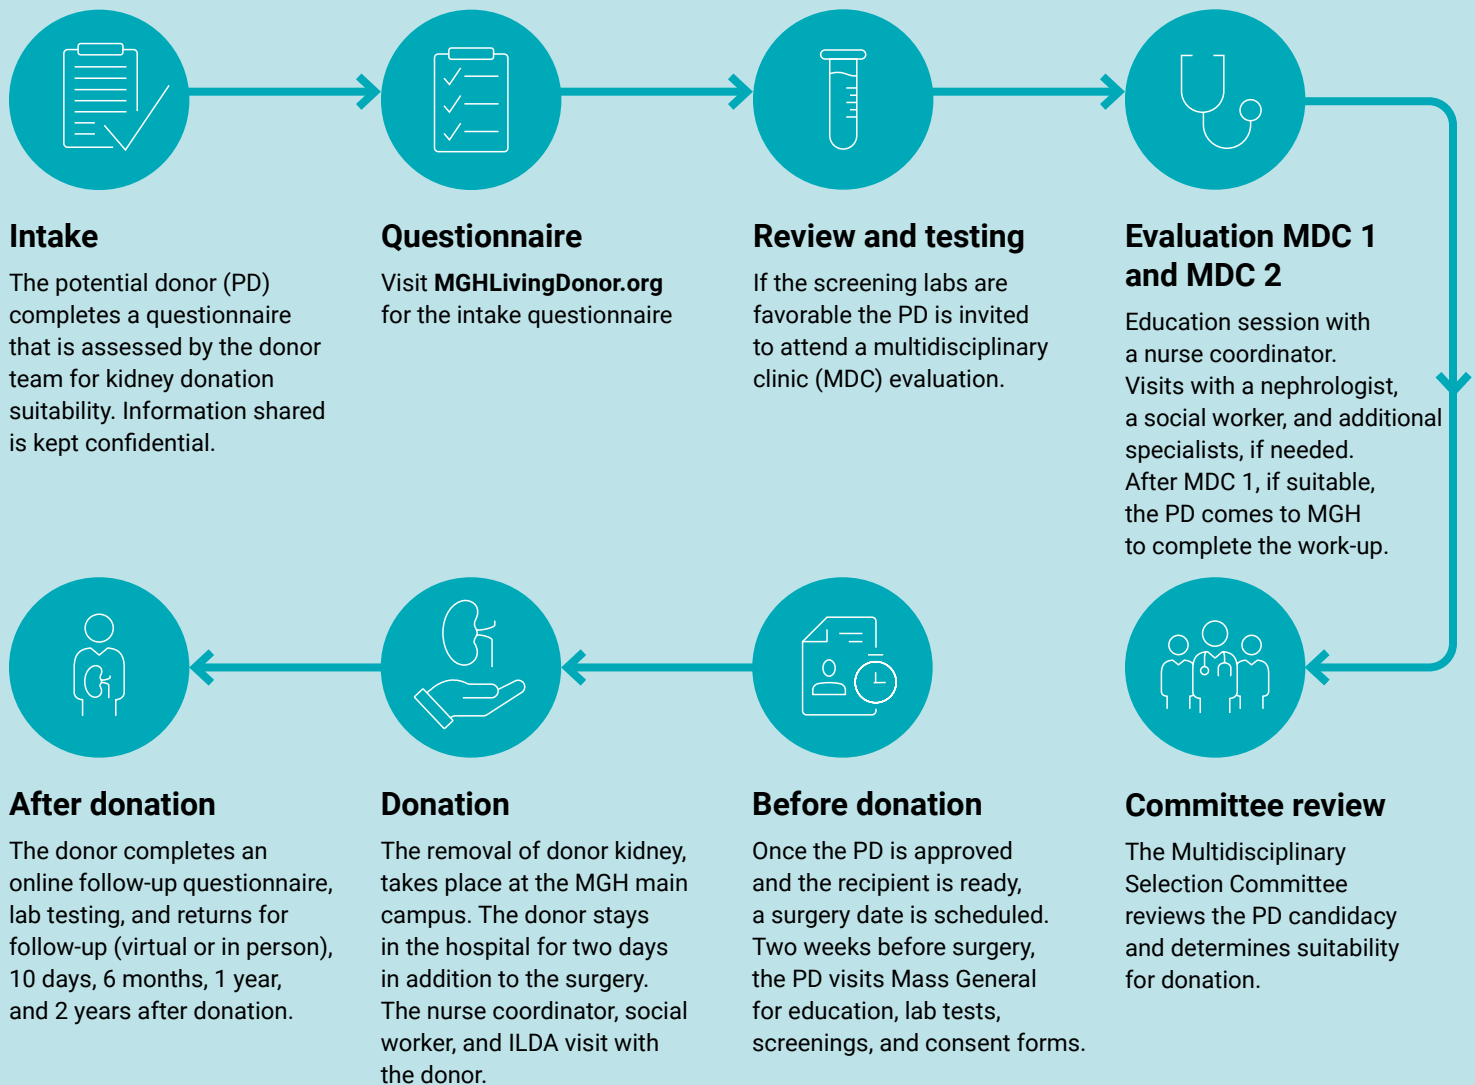 Intake
The potential donor (PD)
completes a questionnaire
that is assessed by the donor
team for kidney donation
suitability. Information shared
is kept confidential.
Questionnaire
Visit MGHLivingDonor.org
for the intake questionnaire
Review and testing
If the screening labs are
favorable the PD is invited
to attend a multidisciplinary
clinic (MDC) evaluation.
Evaluation MDC 1
and MDC 2
Education session with
a nurse coordinator.
Visits with a nephrologist,
a social worker, and additional
specialists, if needed.
After MDC 1, if suitable,
the PD comes to MGH
to complete the work-up.
After donation
The donor completes an
online follow-up questionnaire,
lab testing, and returns for
follow-up (virtual or in person),
10 days, 6 months, 1 year,
and 2 years after donation.
Donation
The removal of donor kidney,
takes place at the MGH main
campus. The donor stays
in the hospital for two days
in addition to the surgery.
The nurse coordinator, social
worker, and ILDA visit with
the donor.
Before donation
Once the PD is approved
and the recipient is ready,
a surgery date is scheduled.
Two weeks before surgery,
the PD visits Mass General
for education, lab tests,
screenings, and consent forms.
Committee review
The Multidisciplinary
Selection Committee
reviews the PD candidacy
and determines suitability
for donation.